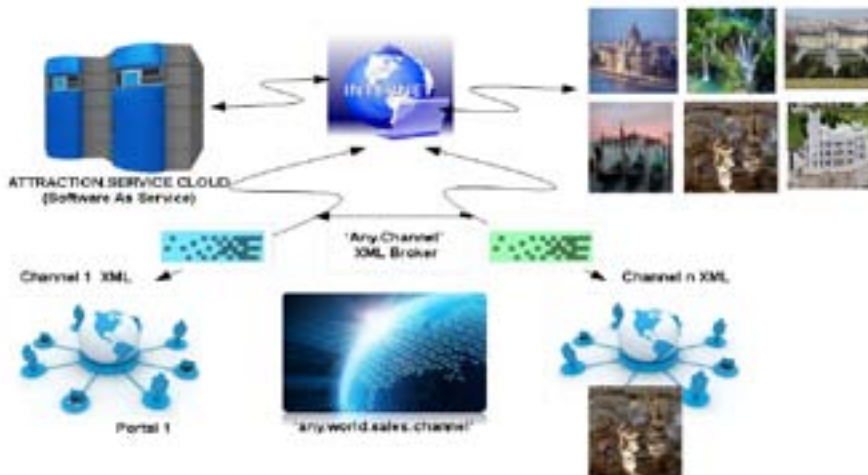 INTERNET
ATTRACTION.SERVICE CLOUD
(Software As Service)
'Any.Channel'
XML Broker
Channel 1 XML
Channel n XML
Portal 1
'any.world.sales.channel'